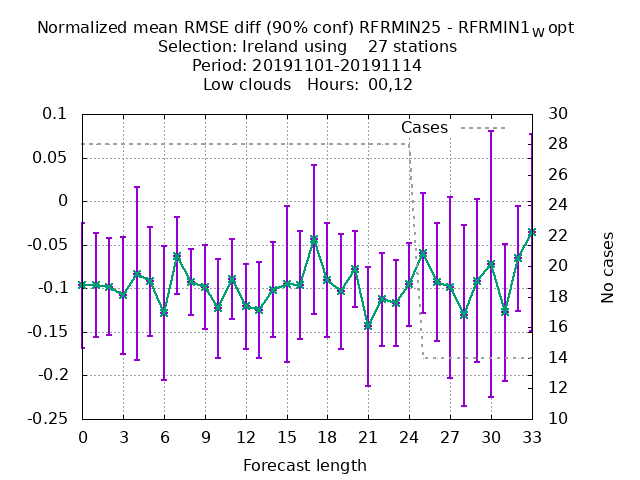 Normalized mean RMSE diff (90% conf) RFRMIN25 - RFRMIN1W opt
Selection: Ireland using 27 stations
Period: 20191101-20191114
Low clouds Hours: 00,12
Cases
0.1
0.05
0
-0.05
-0.1
-0.15
-0.2
-0.25
30
28
26
24
22
20
18
16
14
12
10
No cases
0 3 6 9 12 15 18 21 24 27 30 33
Forecast length